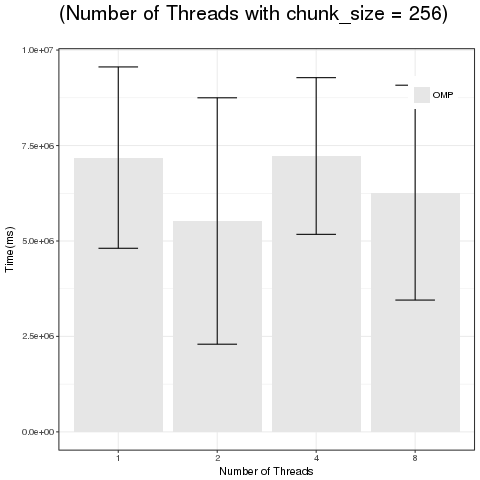 (Number of Threads with chunk_size = 256)
1.0e+07
7.5e+06
5.0e+06
2.5e+06
0.0e+00
Time(ms)
OMP
1 2 4 8
Number of Threads